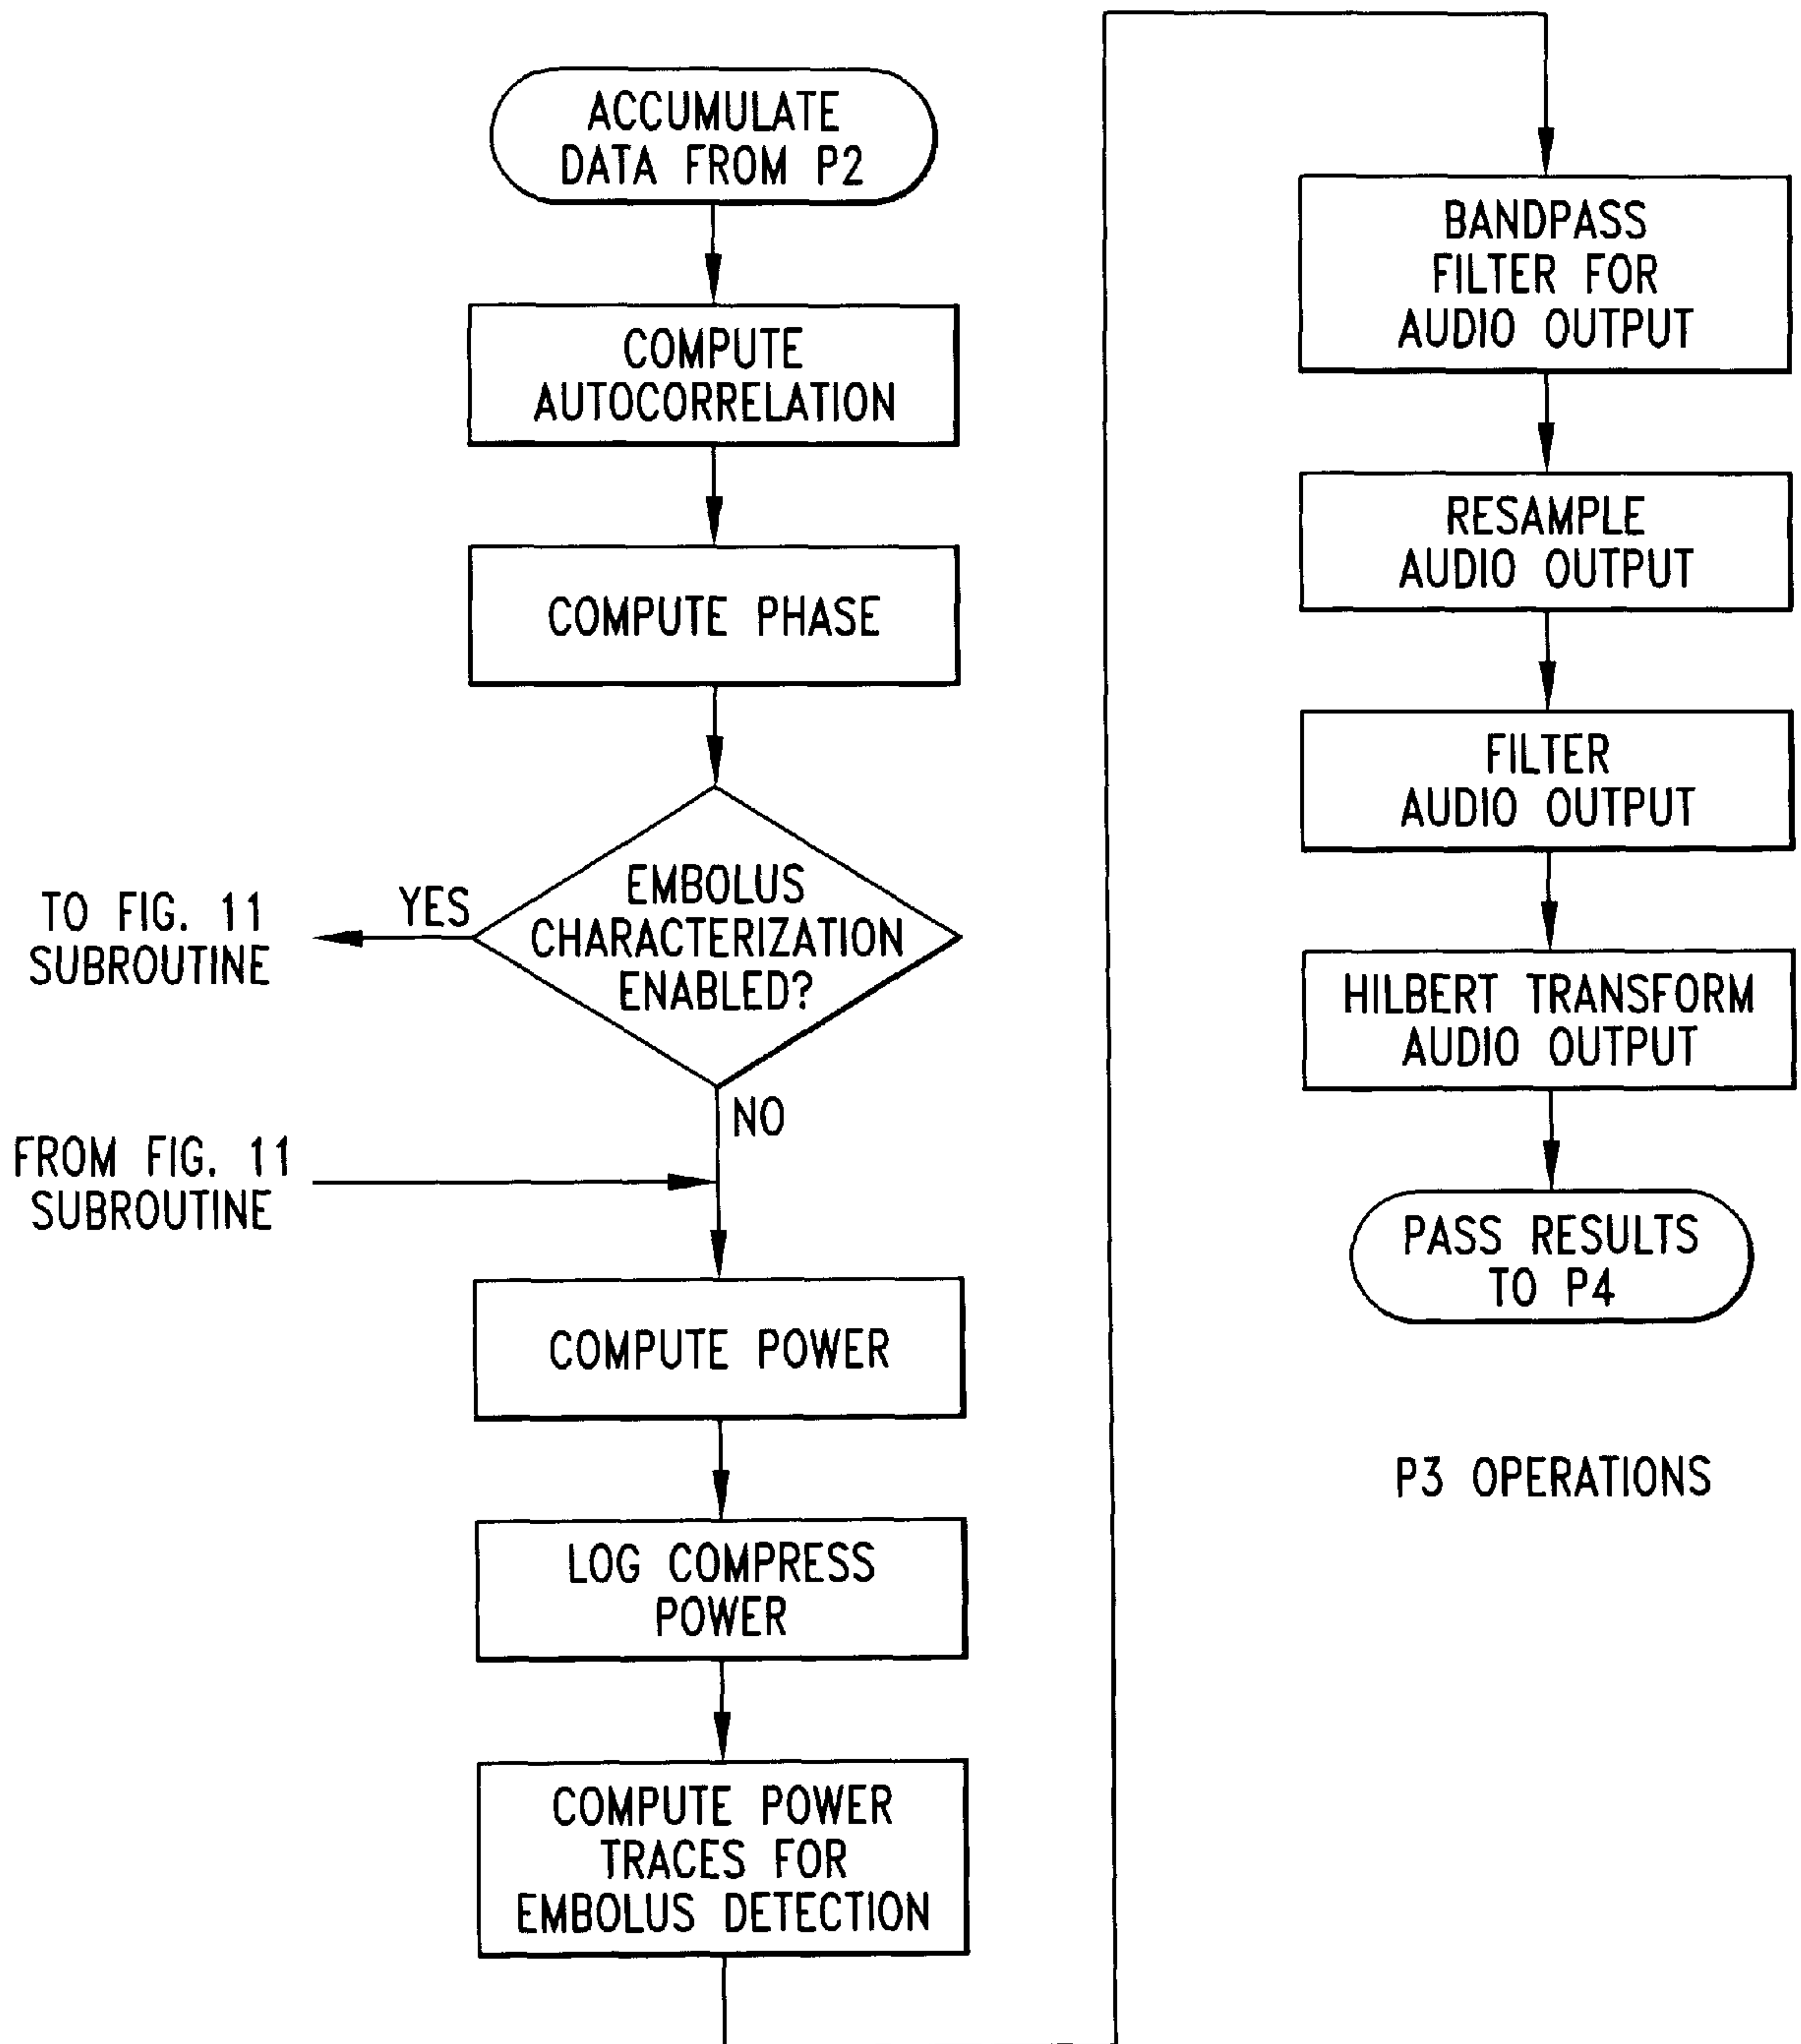 ACCUMULATE
DATA FROM P2
COMPUTE
AUTOCORRELATION
COMPUTE PHASE
EMBOLUS
CHARACTERIZATION
ENABLED?
YES
TO FIG. 11
SUBROUTINE
NO
FROM FIG. 11
SUBROUTINE
COMPUTE POWER
LOG COMPRESS
POWER
COMPUTE POWER
TRACES FOR
EMBOLUS DETECTION
BANDPASS
FILTER FOR
AUDIO OUTPUT
RESAMPLE
AUDIO OUTPUT
FILTER
AUDIO OUTPUT
HILBERT TRANSFORM
AUDIO OUTPUT
PASS RESULTS
TO P4
P3 OPERATIONS